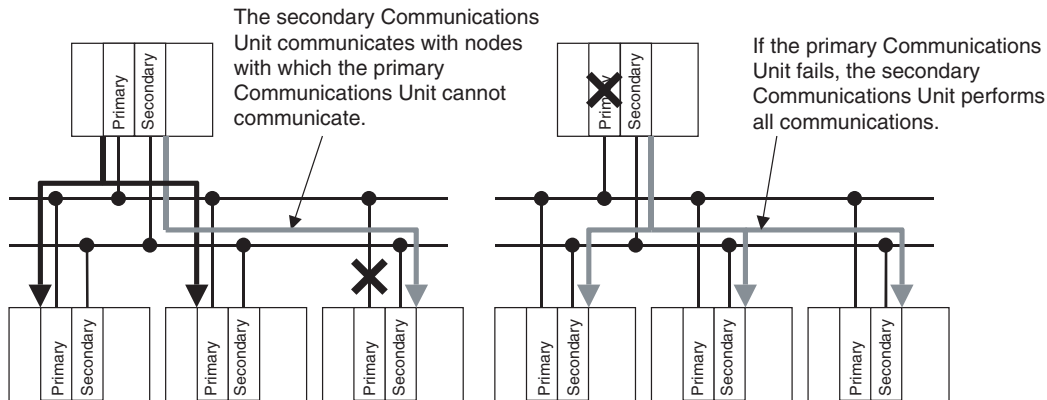 The secondary Communications
Unit communicates with nodes
with which the primary
Communications Unit cannot
communicate.
If the primary Communications
Unit fails, the secondary
Communications Unit performs
all communications.
Primary
Secondary
Primary
Secondary
Primary
Secondary
Primary
Secondary
Primary
Secondary
Primary
Secondary
Primary
Secondary
Primary
Secondary